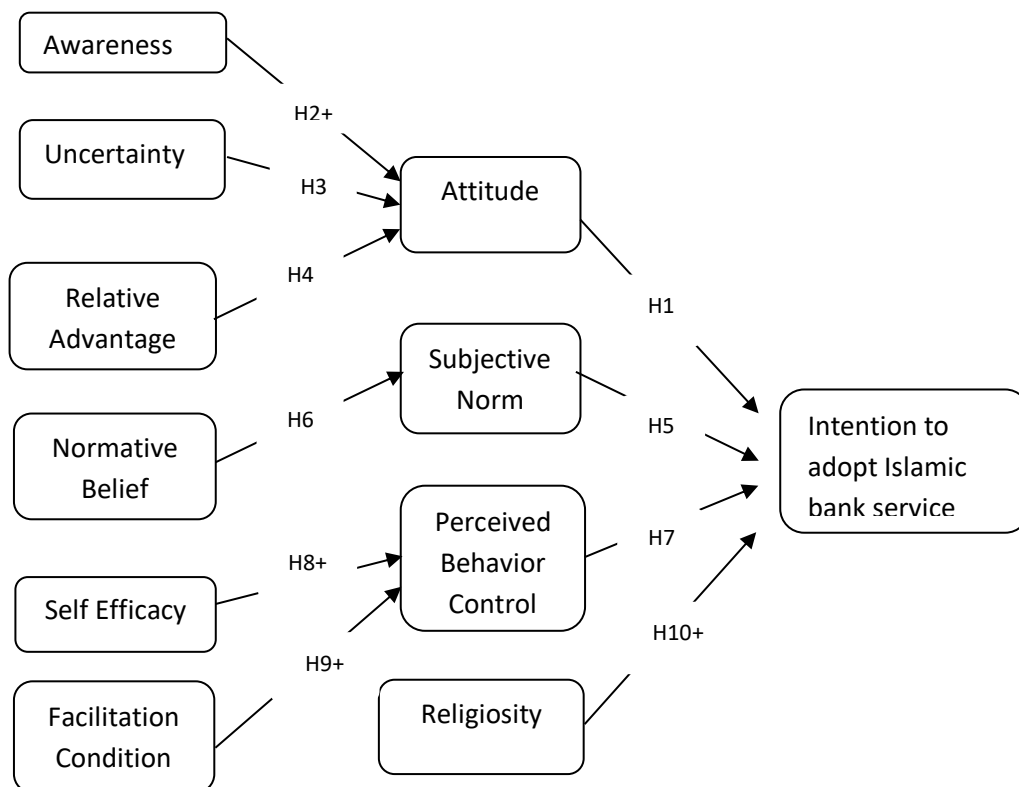 Awareness
H2+
Uncertainty
H3
Attitude
H4
Relative
Advantage
H1
Subjective
Norm
H6
H5
Normative
Belief
Intention to
adopt Islamic
bank service
Perceived
Behavior
Control
H7
H8+
Self Efficacy
H9+
H10+
Facilitation
Condition
Religiosity